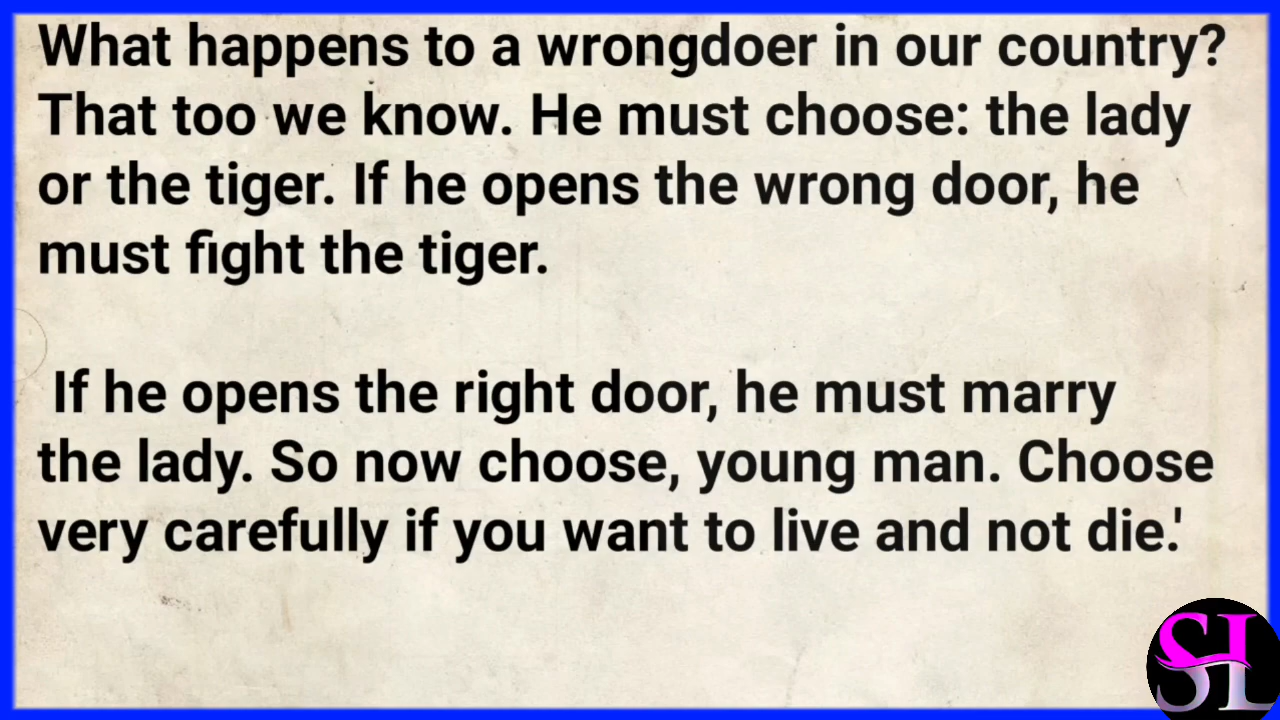 What happens to a wrongdoer in our country?
That too we know. He must choose: the lady
or the tiger. If he opens the wrong door, he
must fight the tiger.
If he opens the right door, he must marry
the lady. So now choose, young man. Choose
very carefully if you want to live and not die.'
SL